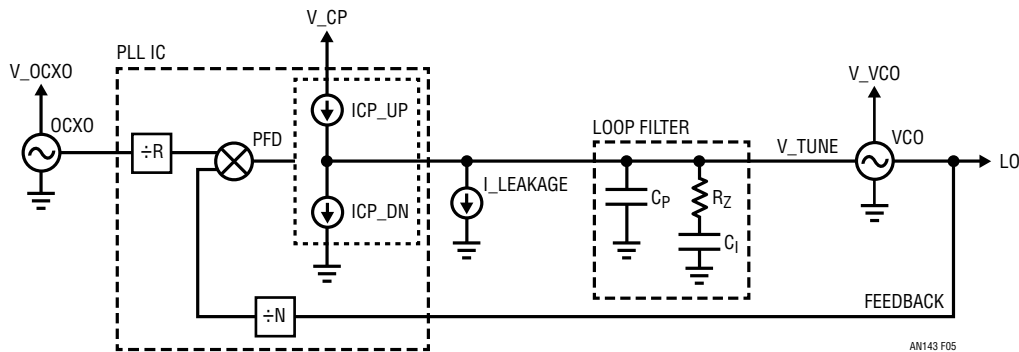 V_CP
PLL IC
V_OCXO
OCXO
÷R
PFD
ICP_UP
ICP_DN
I_LEAKAGE
LOOP FILTER
CP
RZ
CI
V_TUNE
V_VCO
VCO
LO
÷N
FEEDBACK
AN143 F05